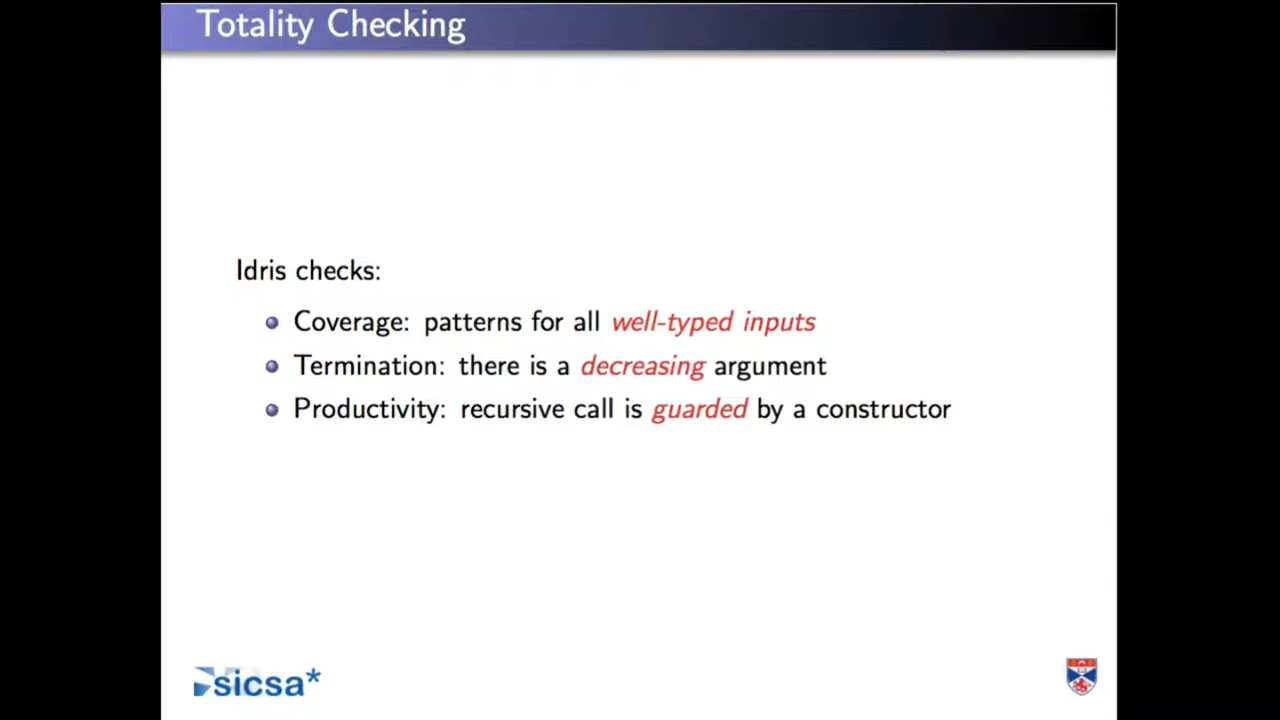 Totality Checking
Idris checks:
Coverage: patterns for all well-typed inputs
Termination: there is a decreasing argument
Productivity: recursive call is guarded by a constructor
sicsa*